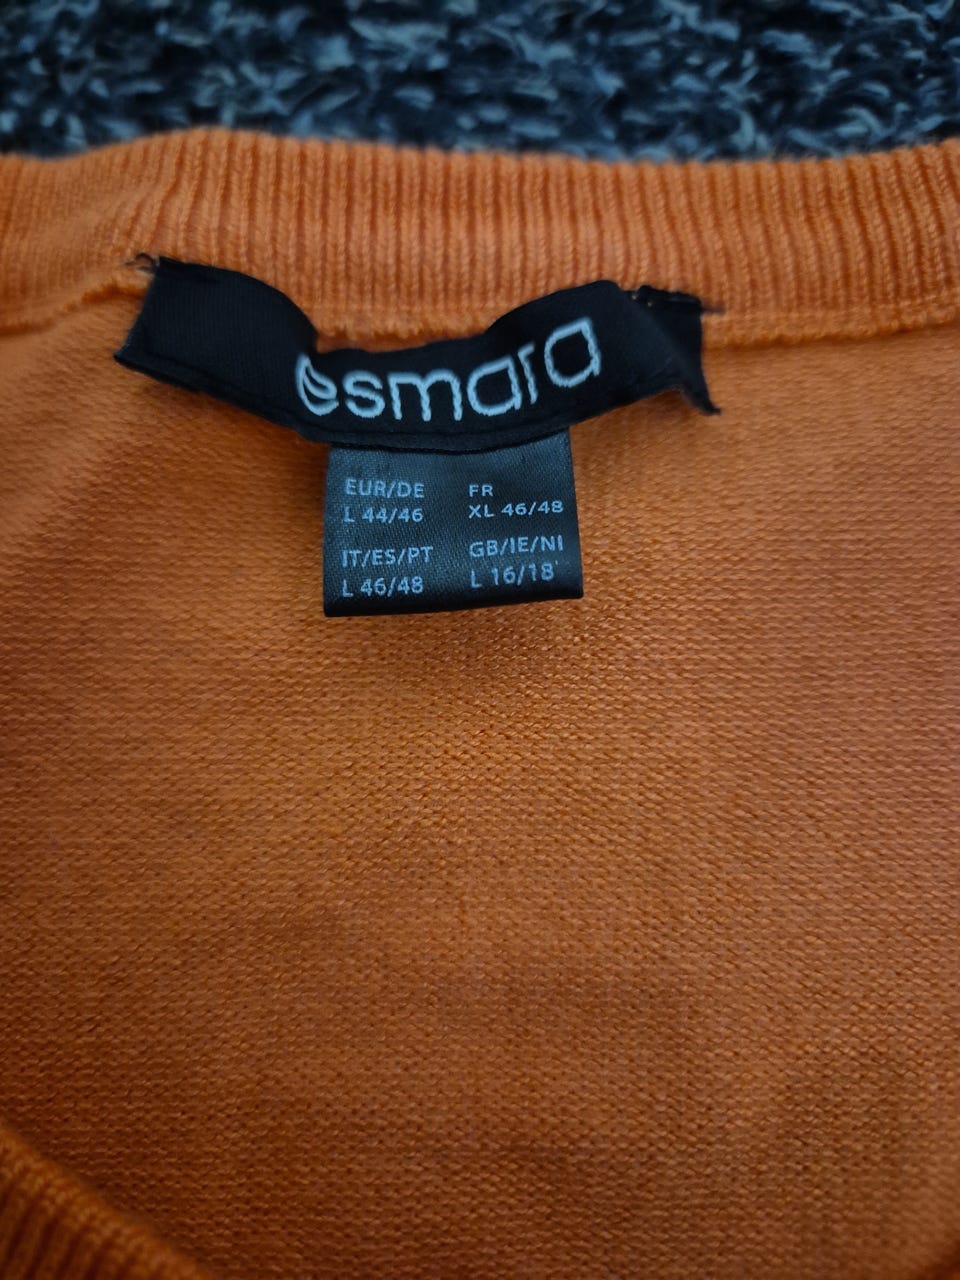 esmara
EUR/DE
L 44/46
FR
XL 46/48
IT/ES/PT
L 46/48
GB/IE/NI
L 16/18